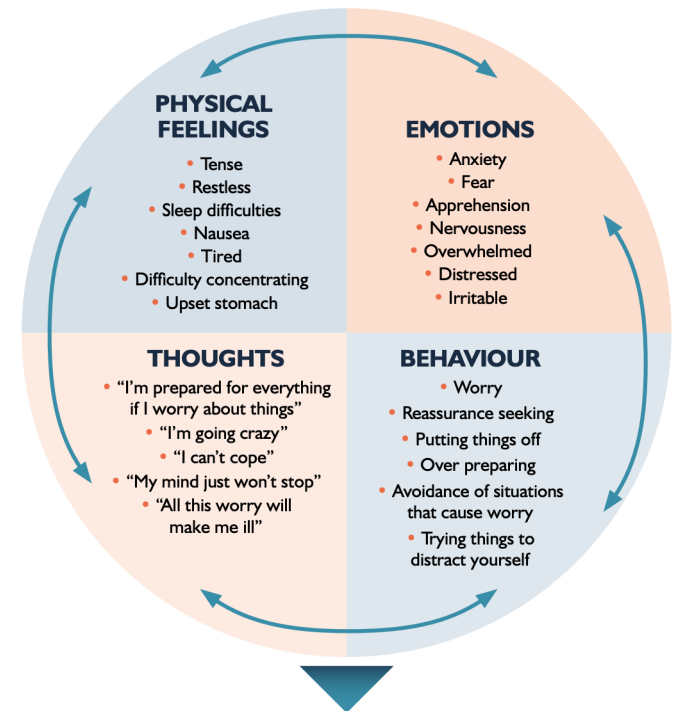 PHYSICAL
FEELINGS
• Tense
• Restless
• Sleep difficulties
• Nausea
• Tired
• Difficulty concentrating
• Upset stomach
EMOTIONS
• Anxiety
• Fear
• Apprehension
• Nervousness
• Overwhelmed
• Distressed
• Irritable
THOUGHTS
• “I’m prepared for everything
if I worry about things”
• “I’m going crazy”
• “I can’t cope”
• “My mind just won’t stop”
• “All this worry will
make me ill”
BEHAVIOUR
• Worry
• Reassurance seeking
• Putting things off
• Over preparing
• Avoidance of situations
that cause worry
• Trying things to
distract yourself